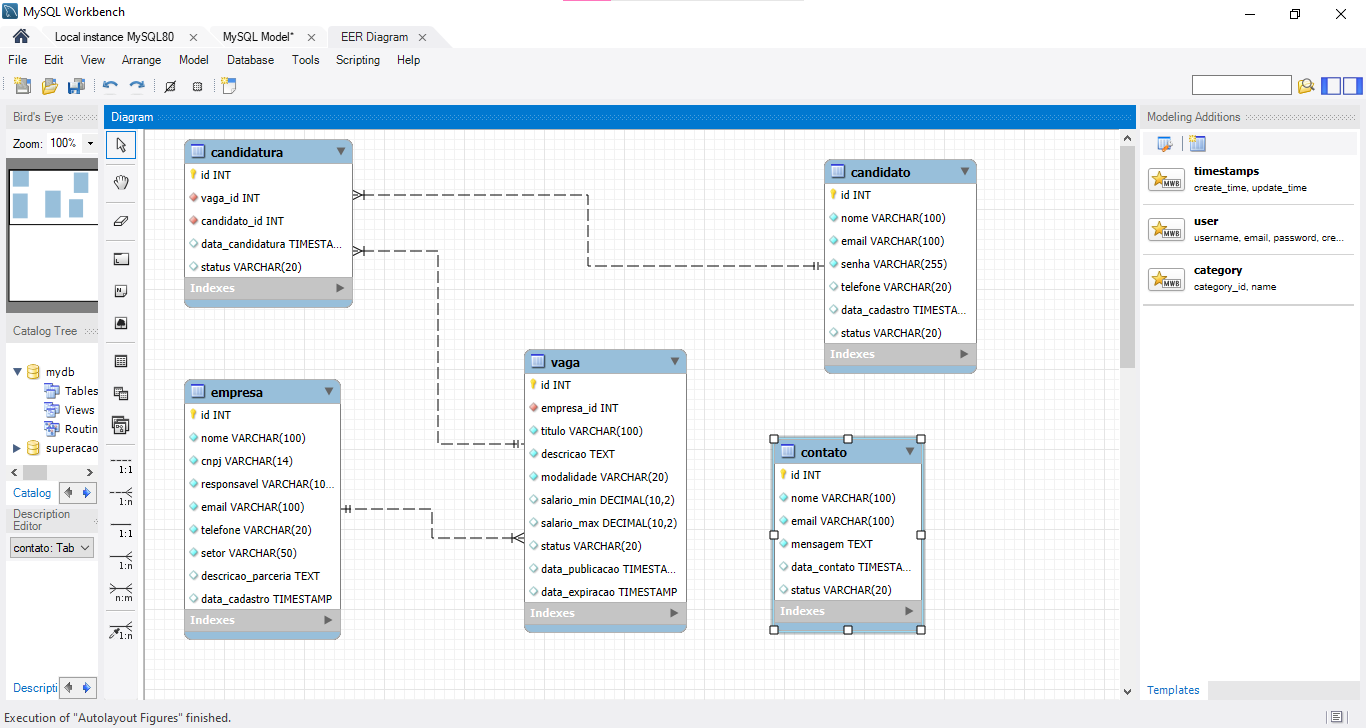 MySQL Workbench
Local instance MySQL80
MySQL Model*
EER Diagram
File Edit View Arrange Model Database Tools Scripting Help
Bird's Eye
Zoom: 100%
Catalog Tree
mydb
Tables
Views
Routin
superacao
Catalog
Description
Editor
contato: Tab
Descripti
1:1
1:n
1:1
1:n
n:m
1:n
Diagram
candidatura
id INT
vaga_id INT
candidato_id INT
data_candidatura TIMESTA...
status VARCHAR(20)
Indexes
empresa
id INT
nome VARCHAR(100)
cnpj VARCHAR(14)
responsavel VARCHAR(10...
email VARCHAR(100)
telefone VARCHAR(20)
setor VARCHAR(50)
descricao_parceria TEXT
data_cadastro TIMESTAMP
Indexes
vaga
id INT
empresa_id INT
titulo VARCHAR(100)
descricao TEXT
modalidade VARCHAR(20)
salario_min DECIMAL(10,2)
salario_max DECIMAL(10,2)
status VARCHAR(20)
data_publicacao TIMESTA...
data_expiracao TIMESTAMP
Indexes
candidato
id INT
nome VARCHAR(100)
email VARCHAR(100)
senha VARCHAR(255)
telefone VARCHAR(20)
data_cadastro TIMESTA...
status VARCHAR(20)
Indexes
contato
id INT
nome VARCHAR(100)
email VARCHAR(100)
mensagem TEXT
data_contato TIMESTA...
status VARCHAR(20)
Indexes
Modeling Additions
MWB
timestamps
create_time, update_time
MWB
user
username, email, password, cre...
MWB
category
category_id, name
Templates
Execution of "Autolayout Figures" finished.